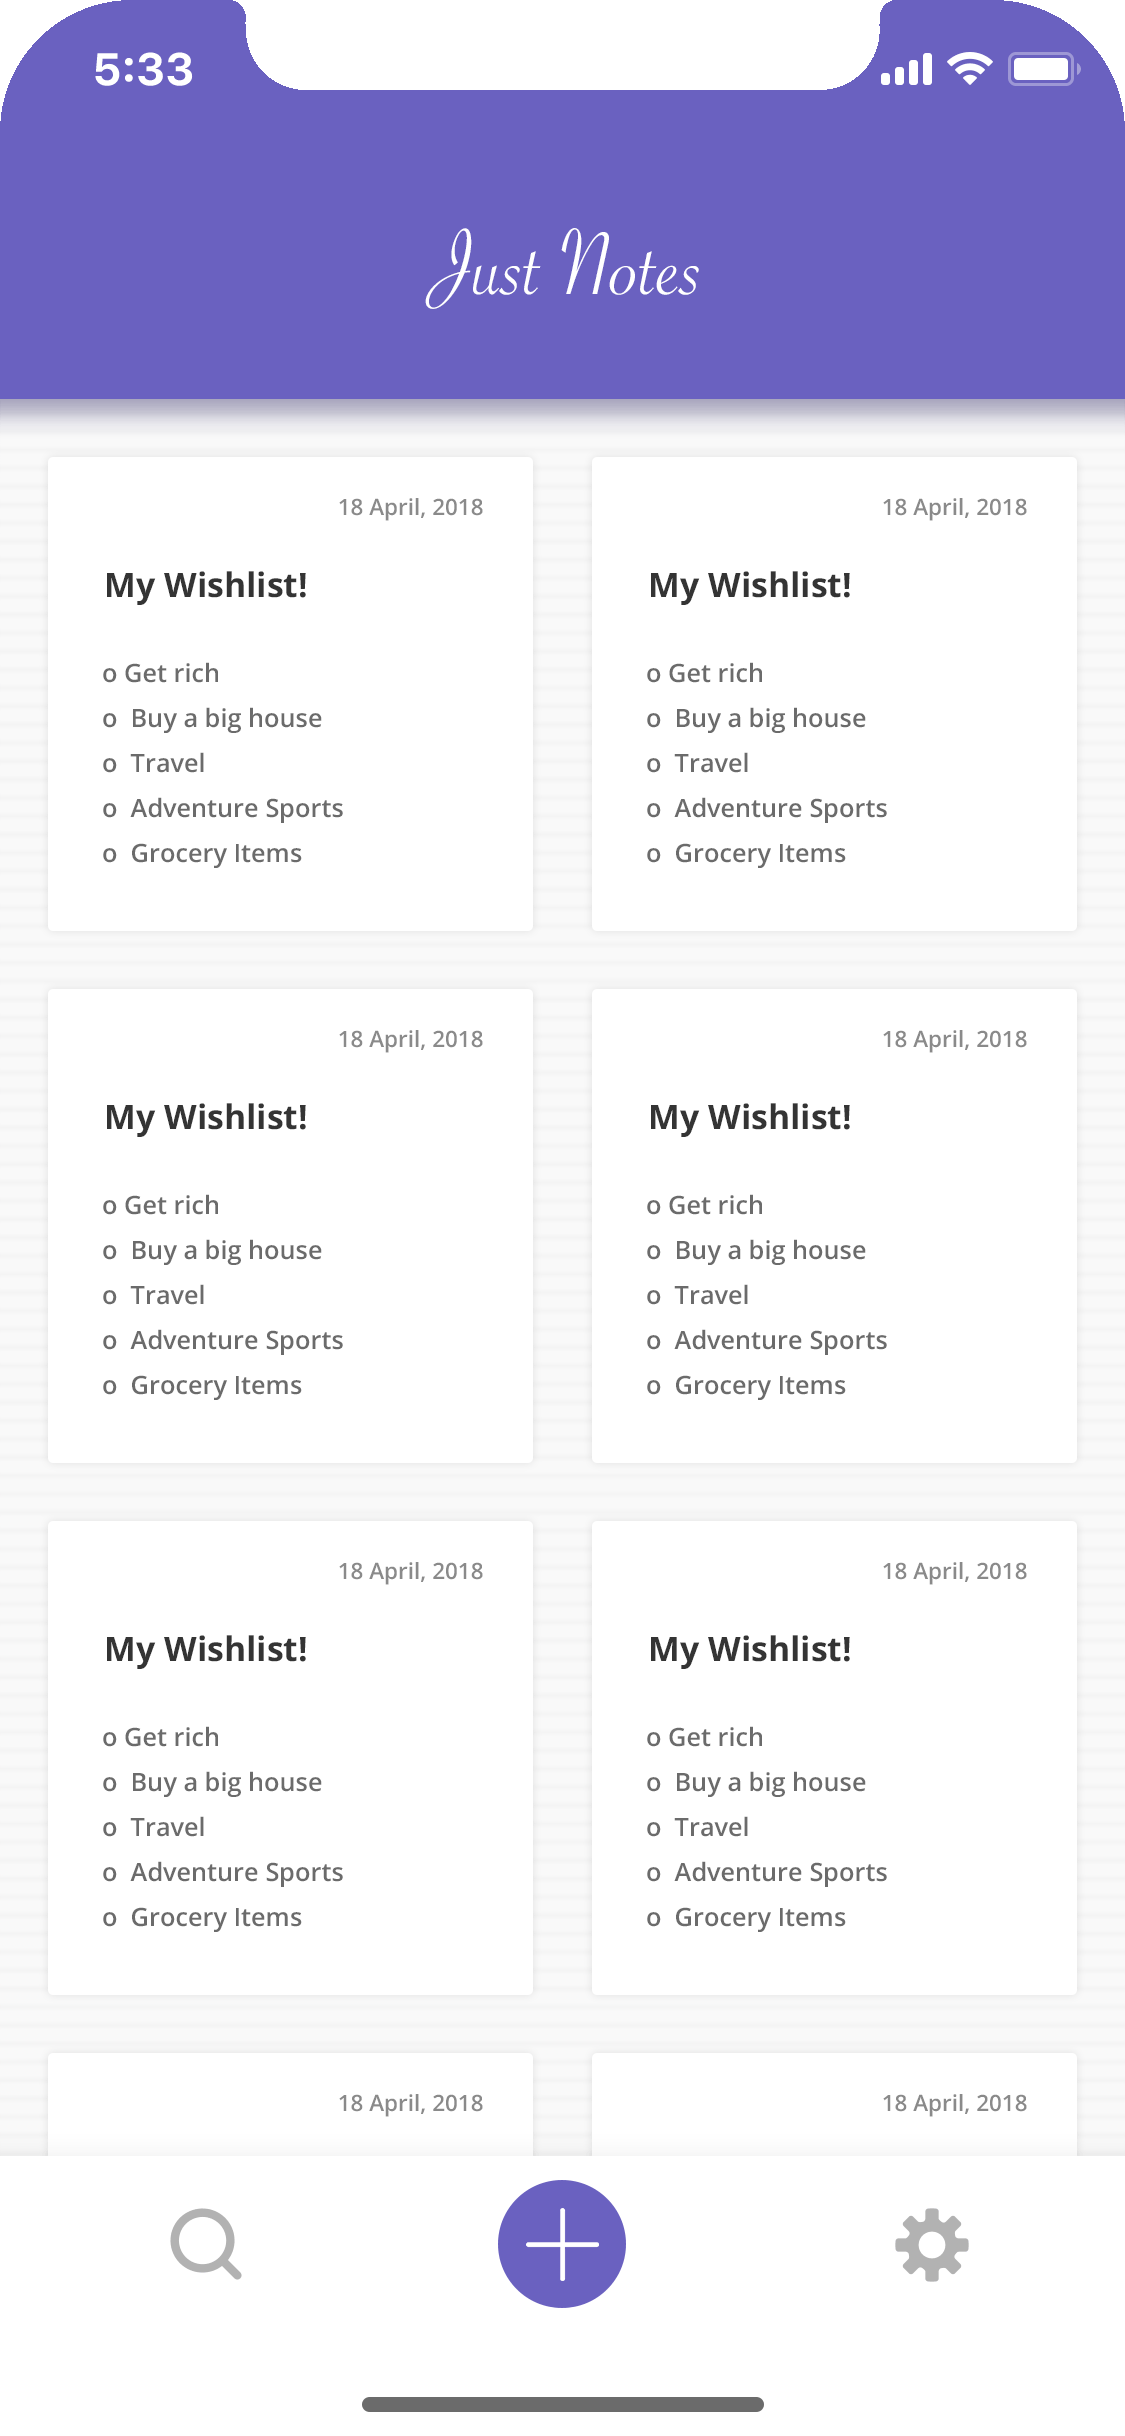 5:33
Just Notes
18 April, 2018
My Wishlist!
o Get rich
o Buy a big house
o Travel
o Adventure Sports
o Grocery Items
18 April, 2018
My Wishlist!
o Get rich
o Buy a big house
o Travel
o Adventure Sports
o Grocery Items
18 April, 2018
My Wishlist!
o Get rich
o Buy a big house
o Travel
o Adventure Sports
o Grocery Items
18 April, 2018
My Wishlist!
o Get rich
o Buy a big house
o Travel
o Adventure Sports
o Grocery Items
18 April, 2018
My Wishlist!
o Get rich
o Buy a big house
o Travel
o Adventure Sports
o Grocery Items
18 April, 2018
My Wishlist!
o Get rich
o Buy a big house
o Travel
o Adventure Sports
o Grocery Items
18 April, 2018
18 April, 2018